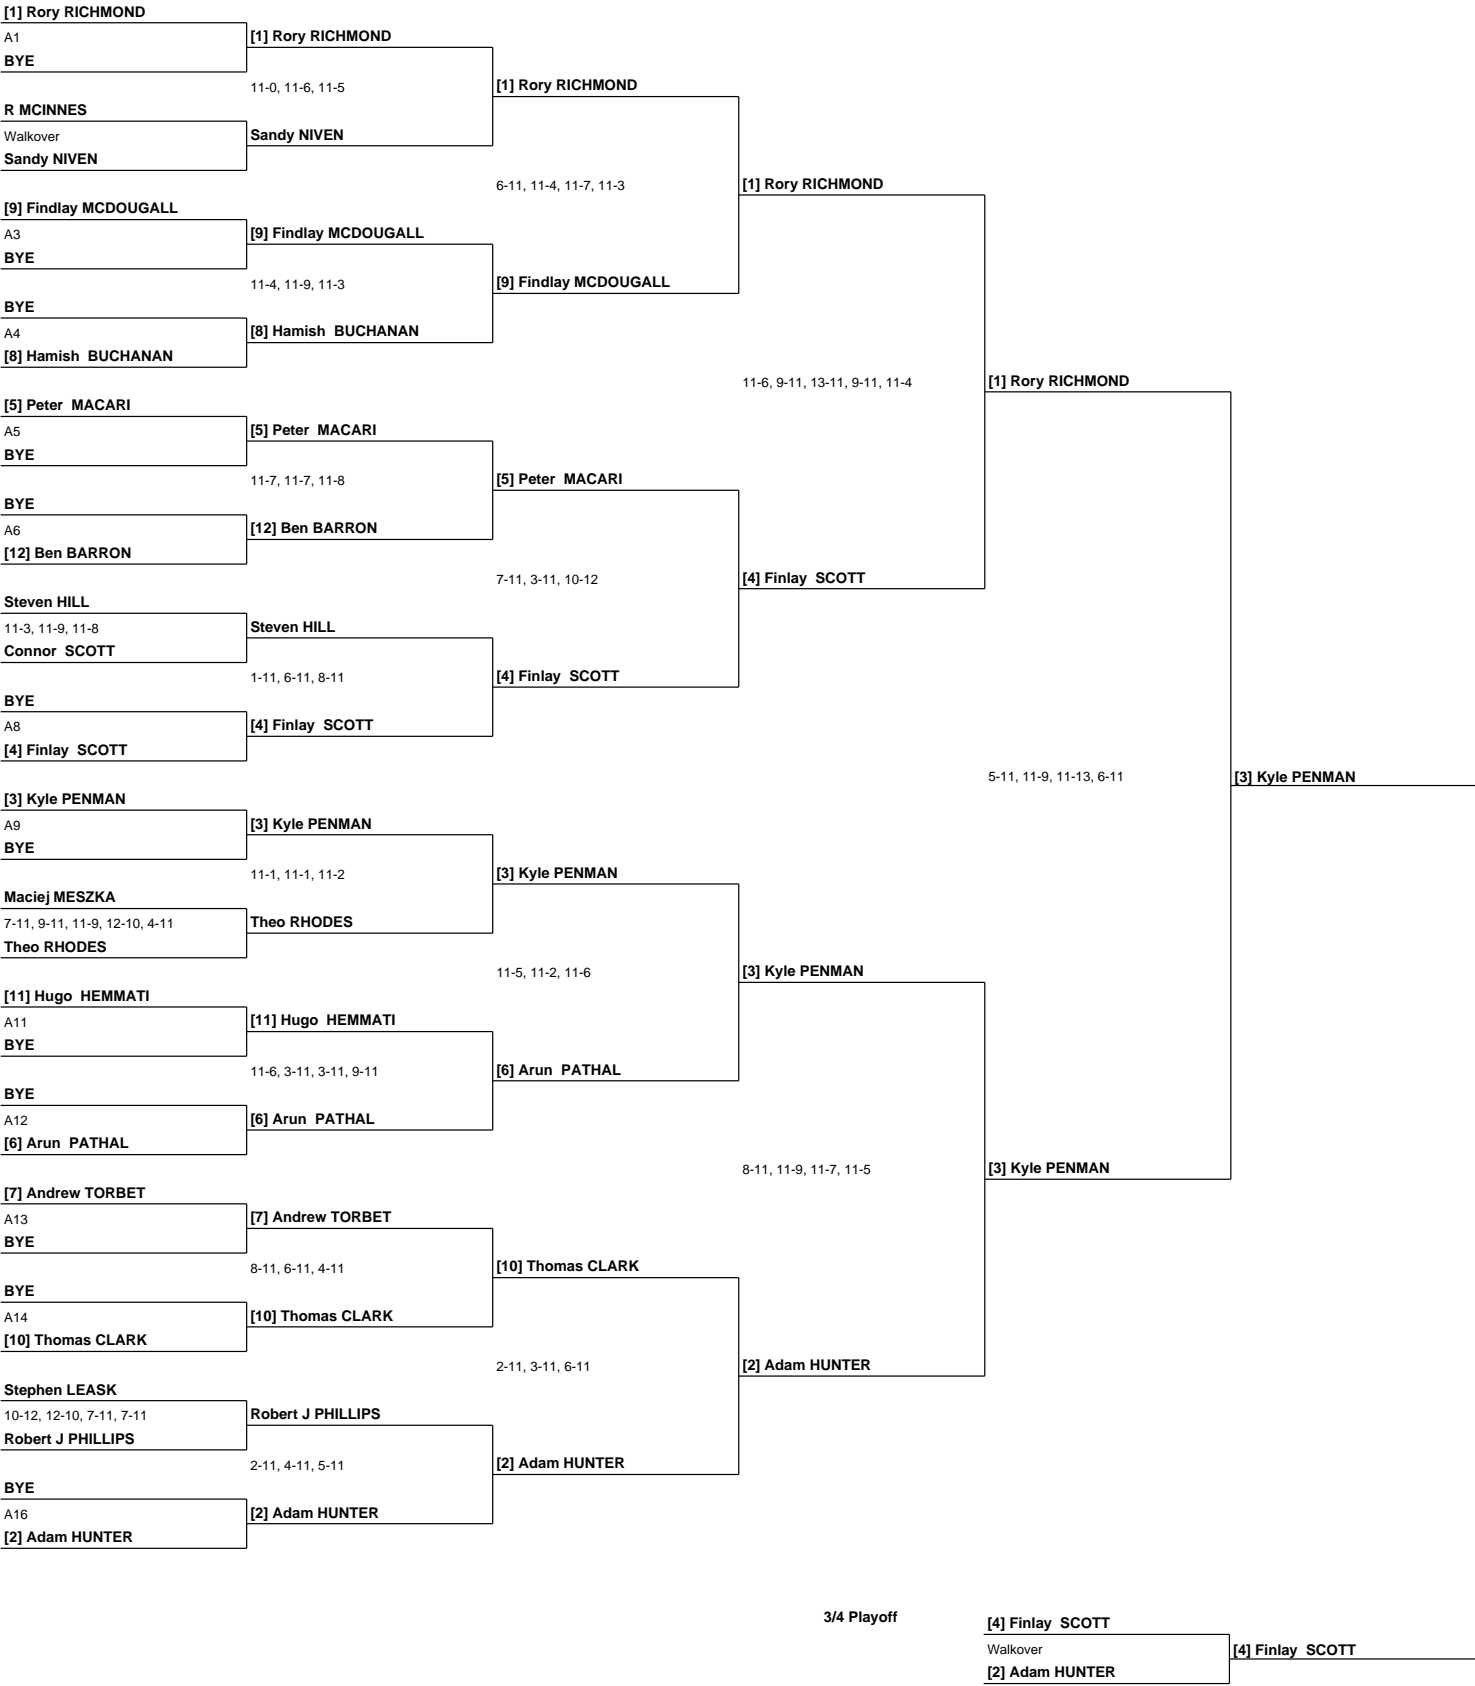 [1] Rory RICHMOND
A1
BYE
R MCINNES
Walkover
Sandy NIVEN
[9] Findlay MCDOUGALL
A3
BYE
BYE
A4
[8] Hamish  BUCHANAN
[5] Peter  MACARI
A5
BYE
BYE
A6
[12] Ben BARRON
Steven HILL
11-3, 11-9, 11-8
Connor  SCOTT
BYE
A8
[4] Finlay  SCOTT
[3] Kyle PENMAN
A9
BYE
Maciej MESZKA
7-11, 9-11, 11-9, 12-10, 4-11
Theo RHODES
[11] Hugo  HEMMATI
A11
BYE
BYE
A12
[6] Arun  PATHAL
[7] Andrew TORBET
A13
BYE
BYE
A14
[10] Thomas CLARK
Stephen LEASK
10-12, 12-10, 7-11, 7-11
Robert J PHILLIPS
BYE
A16
[2] Adam HUNTER
[1] Rory RICHMOND
11-0, 11-6, 11-5
Sandy NIVEN
[9] Findlay MCDOUGALL
11-4, 11-9, 11-3
[8] Hamish  BUCHANAN
[5] Peter  MACARI
11-7, 11-7, 11-8
[12] Ben BARRON
Steven HILL
1-11, 6-11, 8-11
[4] Finlay  SCOTT
[3] Kyle PENMAN
11-1, 11-1, 11-2
Theo RHODES
[11] Hugo  HEMMATI
11-6, 3-11, 3-11, 9-11
[6] Arun  PATHAL
[7] Andrew TORBET
8-11, 6-11, 4-11
[10] Thomas CLARK
Robert J PHILLIPS
2-11, 4-11, 5-11
[2] Adam HUNTER
[1] Rory RICHMOND
6-11, 11-4, 11-7, 11-3
[9] Findlay MCDOUGALL
[5] Peter  MACARI
7-11, 3-11, 10-12
[4] Finlay  SCOTT
[3] Kyle PENMAN
11-5, 11-2, 11-6
[6] Arun  PATHAL
[10] Thomas CLARK
2-11, 3-11, 6-11
[2] Adam HUNTER
[1] Rory RICHMOND
11-6, 9-11, 13-11, 9-11, 11-4
[4] Finlay  SCOTT
[3] Kyle PENMAN
8-11, 11-9, 11-7, 11-5
[2] Adam HUNTER
[1] Rory RICHMOND
5-11, 11-9, 11-13, 6-11
[3] Kyle PENMAN
[3] Kyle PENMAN
3/4 Playoff
[4] Finlay  SCOTT
Walkover
[2] Adam HUNTER
[4] Finlay  SCOTT